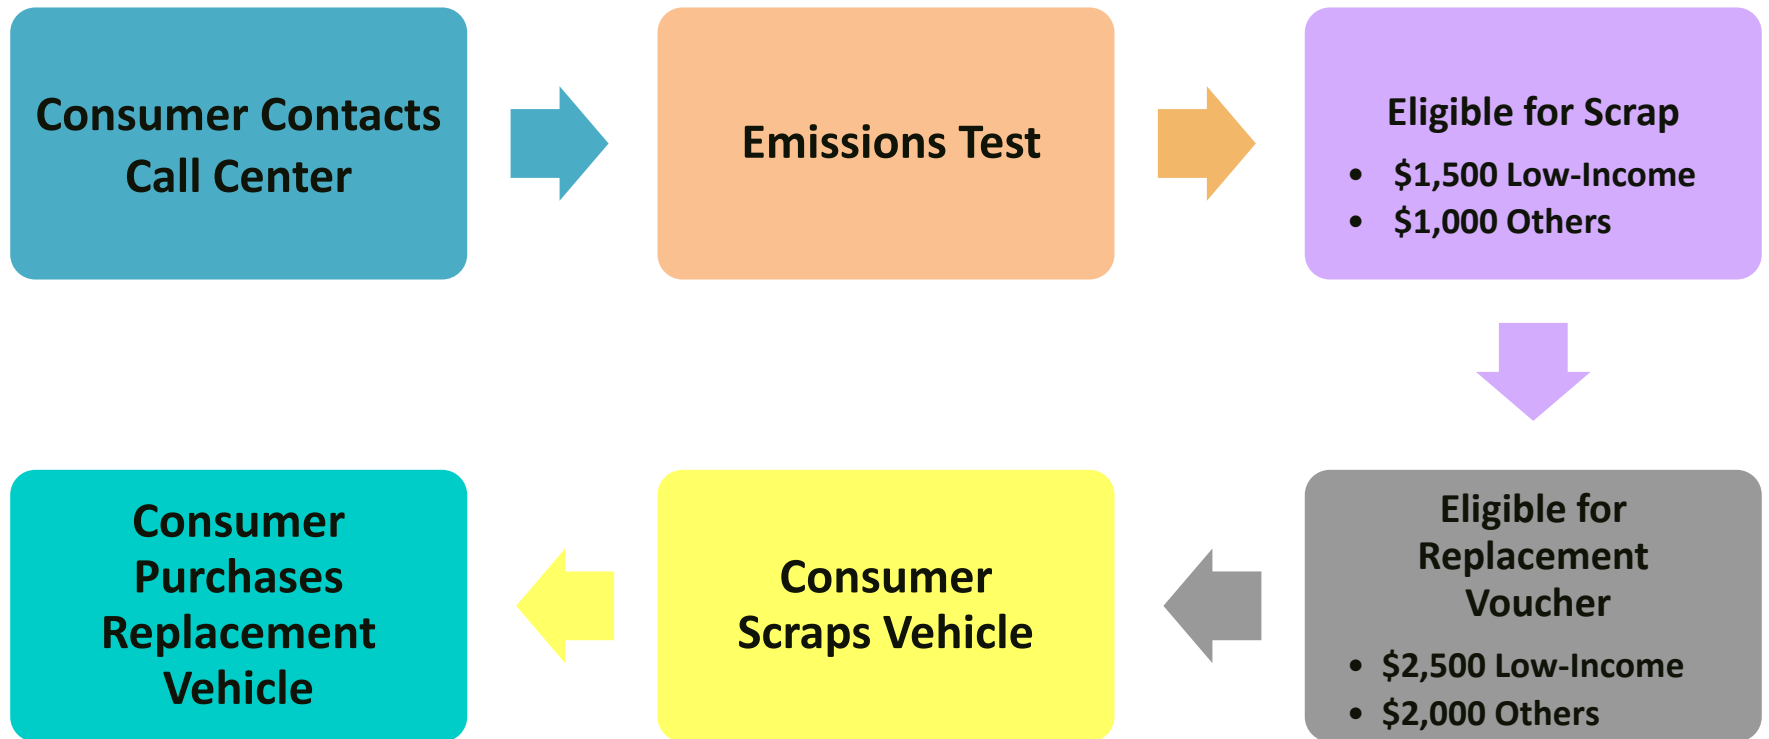 Consumer Contacts
Call Center
Emissions Test
Eligible for Scrap
• $1,500 Low-Income
• $1,000 Others
Eligible for
Replacement
Voucher
• $2,500 Low-Income
• $2,000 Others
Consumer
Scraps Vehicle
Consumer
Purchases
Replacement
Vehicle